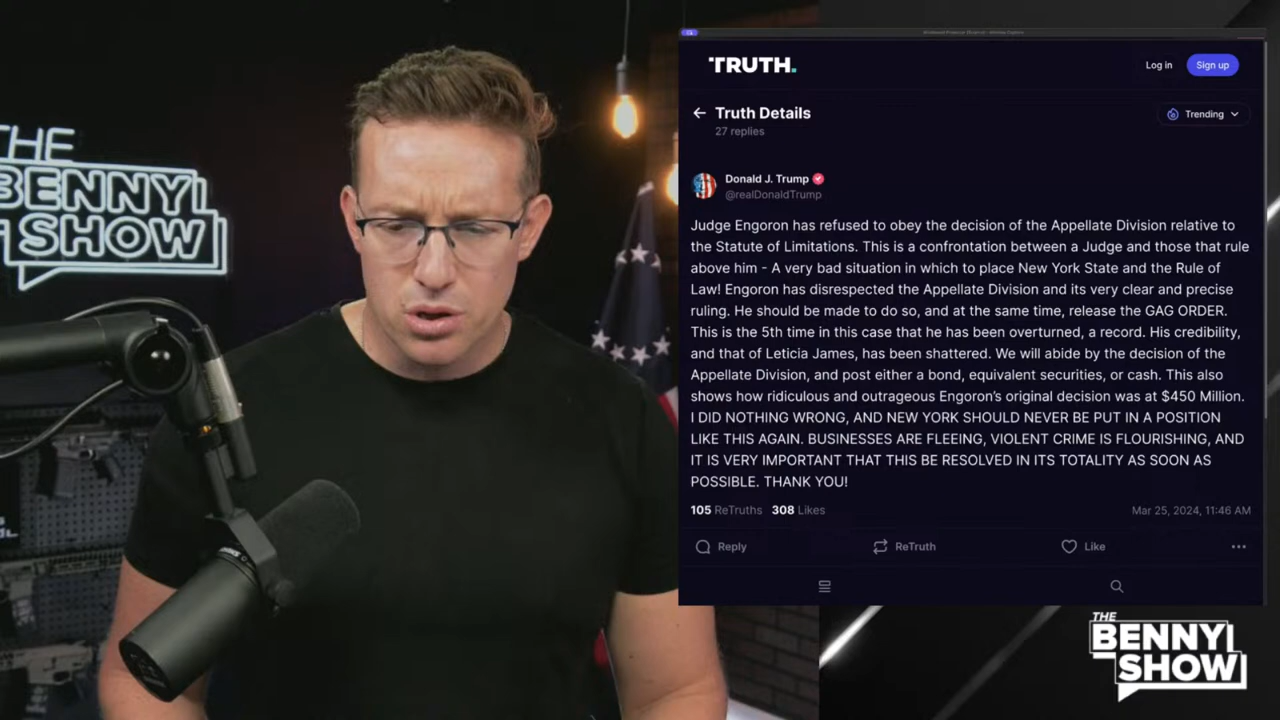 THE
BENNY
SHOW
TRUTH.
Log in
Sign up
Truth Details
27 replies
Trending
Donald J. Trump
@realDonaldTrump
Judge Engoron has refused to obey the decision of the Appellate Division relative to
the Statute of Limitations. This is a confrontation between a Judge and those that rule
above him - A very bad situation in which to place New York State and the Rule of
Law! Engoron has disrespected the Appellate Division and its very clear and precise
ruling. He should be made to do so, and at the same time, release the GAG ORDER.
This is the 5th time in this case that he has been overturned, a record. His credibility,
and that of Leticia James, has been shattered. We will abide by the decision of the
Appellate Division, and post either a bond, equivalent securities, or cash. This also
shows how ridiculous and outrageous Engoron's original decision was at $450 Million.
I DID NOTHING WRONG, AND NEW YORK SHOULD NEVER BE PUT IN A POSITION
LIKE THIS AGAIN. BUSINESSES ARE FLEEING, VIOLENT CRIME IS FLOURISHING, AND
IT IS VERY IMPORTANT THAT THIS BE RESOLVED IN ITS TOTALITY AS SOON AS
POSSIBLE. THANK YOU!
105 ReTruths 308 Likes
Mar 25, 2024, 11:46 AM
Reply
ReTruth
Like
THE
BENNY
SHOW